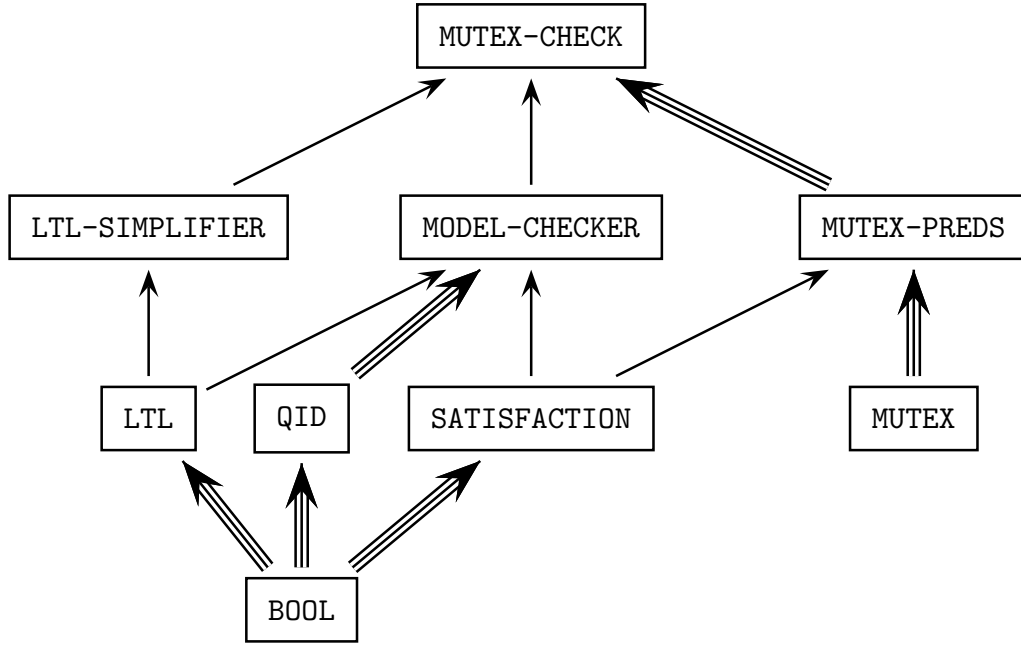 MUTEX-CHECK
LTL-SIMPLIFIER
MODEL-CHECKER
MUTEX-PREDS
LTL
QID
SATISFACTION
MUTEX
BOOL